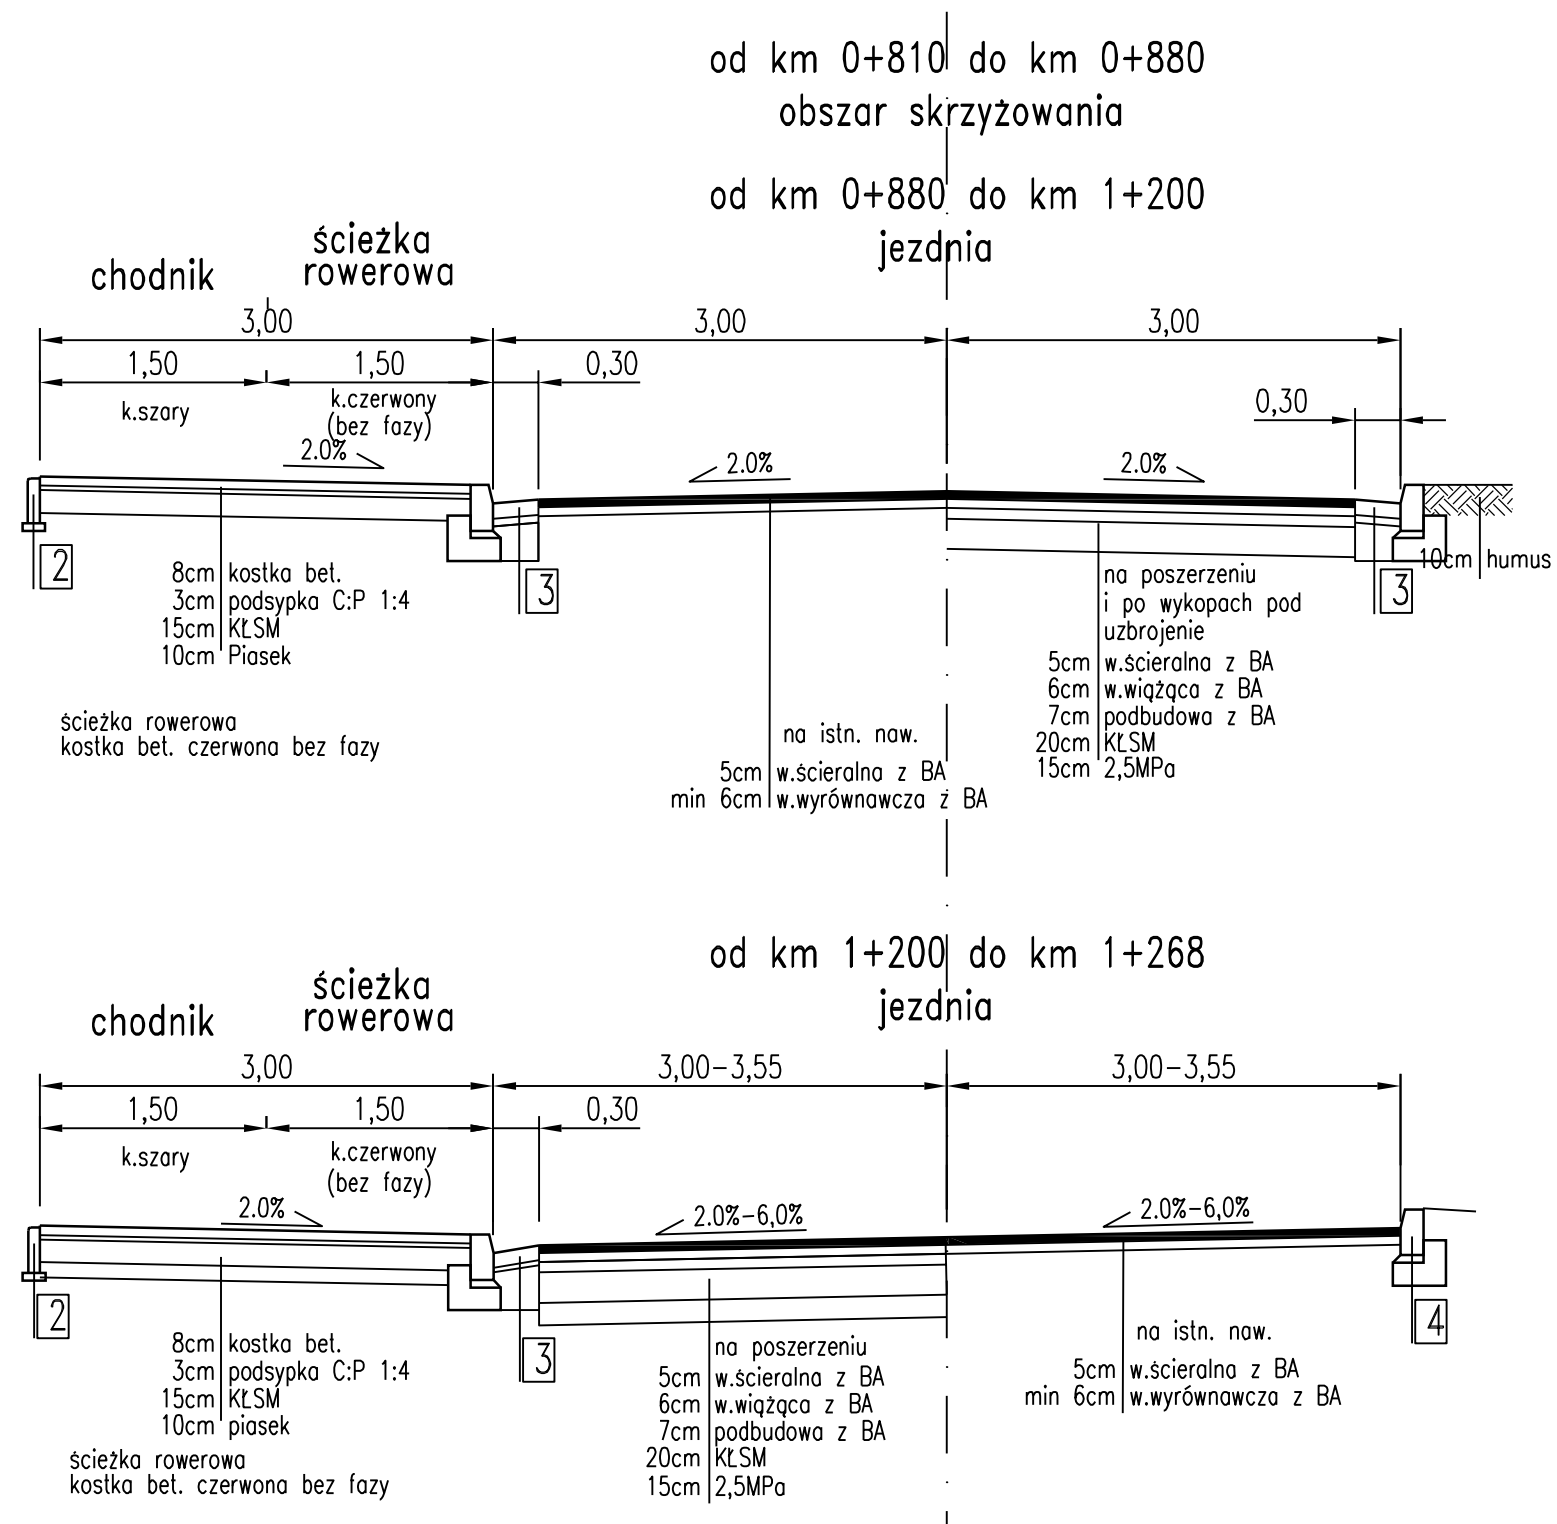 od km 0+810 do km 0+880
obszar skrzyżowania
od km 0+880 do km 1+200
jezdnia
chodnik
ścieżka
rowerowa
3,00
3,00
3,00
1,50
1,50
0,30
0,30
k.szary
k.czerwony
(bez fazy)
2.0%
2.0%
2.0%
2
3
3
10cm humus
8cm kostka bet.
3cm podsypka C:P 1:4
15cm KŁSM
10cm Piasek
na poszerzeniu
i po wykopach pod
uzbrojenie
5cm w.ścieralna z BA
6cm w.wiążąca z BA
7cm podbudowa z BA
20cm KŁSM
15cm 2,5MPa
ścieżka rowerowa
kostka bet. czerwona bez fazy
na istn. naw.
5cm w.ścieralna z BA
min 6cm w.wyrównawcza z BA
od km 1+200 do km 1+268
jezdnia
chodnik
ścieżka
rowerowa
3,00
3,00-3,55
3,00-3,55
1,50
1,50
0,30
k.szary
k.czerwony
(bez fazy)
2.0%
2.0%-6,0%
2.0%-6,0%
2
3
4
8cm kostka bet.
3cm podsypka C:P 1:4
15cm KŁSM
10cm piasek
na poszerzeniu
5cm w.ścieralna z BA
6cm w.wiążąca z BA
7cm podbudowa z BA
20cm KŁSM
15cm 2,5MPa
na istn. naw.
5cm w.ścieralna z BA
min 6cm w.wyrównawcza z BA
ścieżka rowerowa
kostka bet. czerwona bez fazy